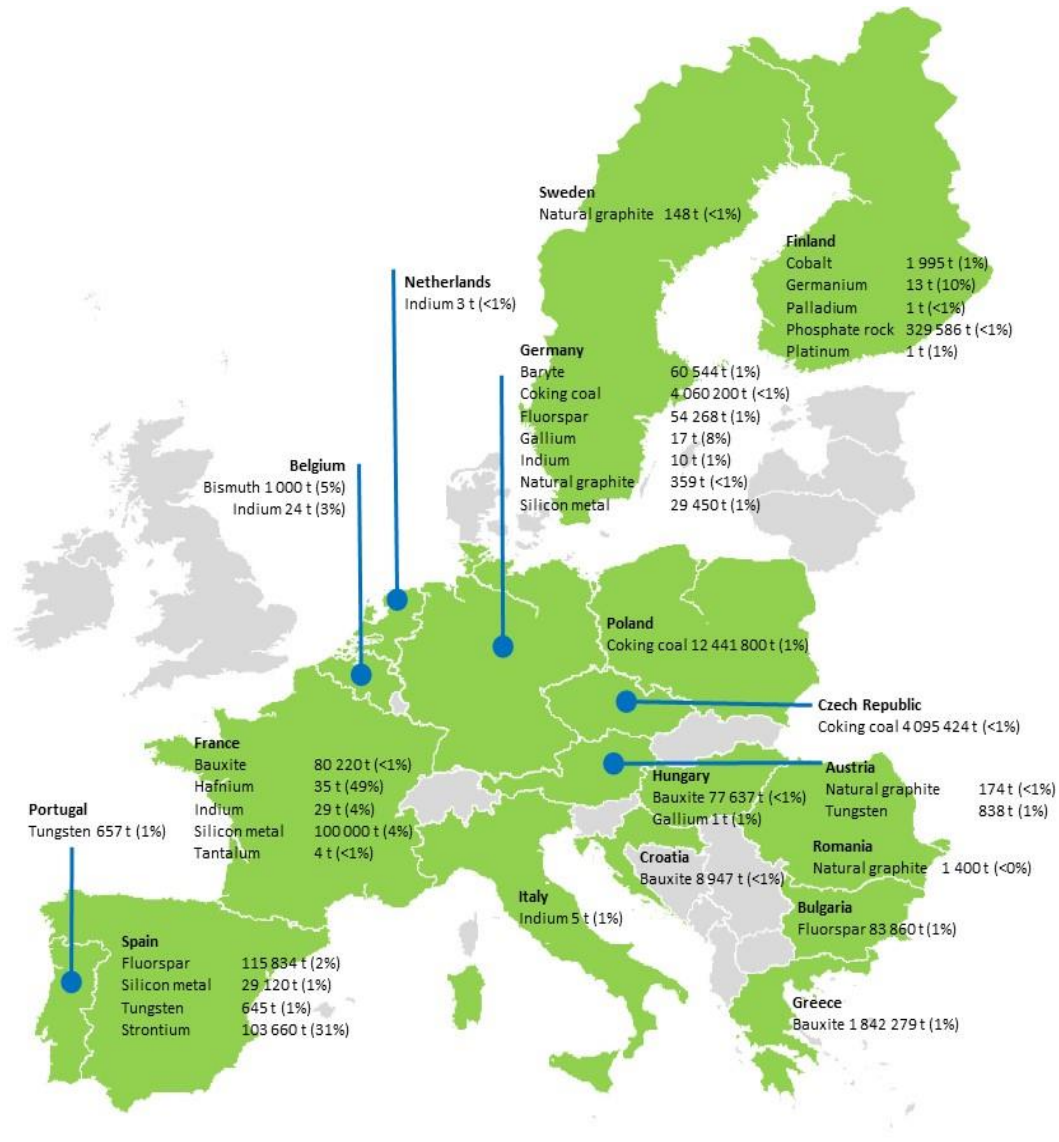 Sweden
Natural graphite 148 t (<1%)
Finland
Cobalt 1 995 t (1%)
Germanium 13 t (10%)
Palladium 1 t (<1%)
Phosphate rock 329 586 t (<1%)
Platinum 1 t (1%)
Netherlands
Indium 3 t (<1%)
Germany
Baryte 60 544 t (1%)
Coking coal 4 060 200 t (<1%)
Fluorspar 54 268 t (1%)
Gallium 17 t (8%)
Indium 10 t (1%)
Natural graphite 359 t (<1%)
Silicon metal 29 450 t (1%)
Belgium
Bismuth 1 000 t (5%)
Indium 24 t (3%)
Poland
Coking coal 12 441 800 t (1%)
Czech Republic
Coking coal 4 095 424 t (<1%)
France
Bauxite 80 220 t (<1%)
Hafnium 35 t (49%)
Indium 29 t (4%)
Silicon metal 100 000 t (4%)
Tantalum 4 t (<1%)
Hungary
Bauxite 77 637 t (<1%)
Gallium 1 t (1%)
Austria
Natural graphite 174 t (<1%)
Tungsten 838 t (1%)
Portugal
Tungsten 657 t (1%)
Croatia
Bauxite 8 947 t (<1%)
Romania
Natural graphite 1 400 t (<0%)
Italy
Indium 5 t (1%)
Bulgaria
Fluorspar 83 860 t (1%)
Spain
Fluorspar 115 834 t (2%)
Silicon metal 29 120 t (1%)
Tungsten 645 t (1%)
Strontium 103 660 t (31%)
Greece
Bauxite 1 842 279 t (1%)